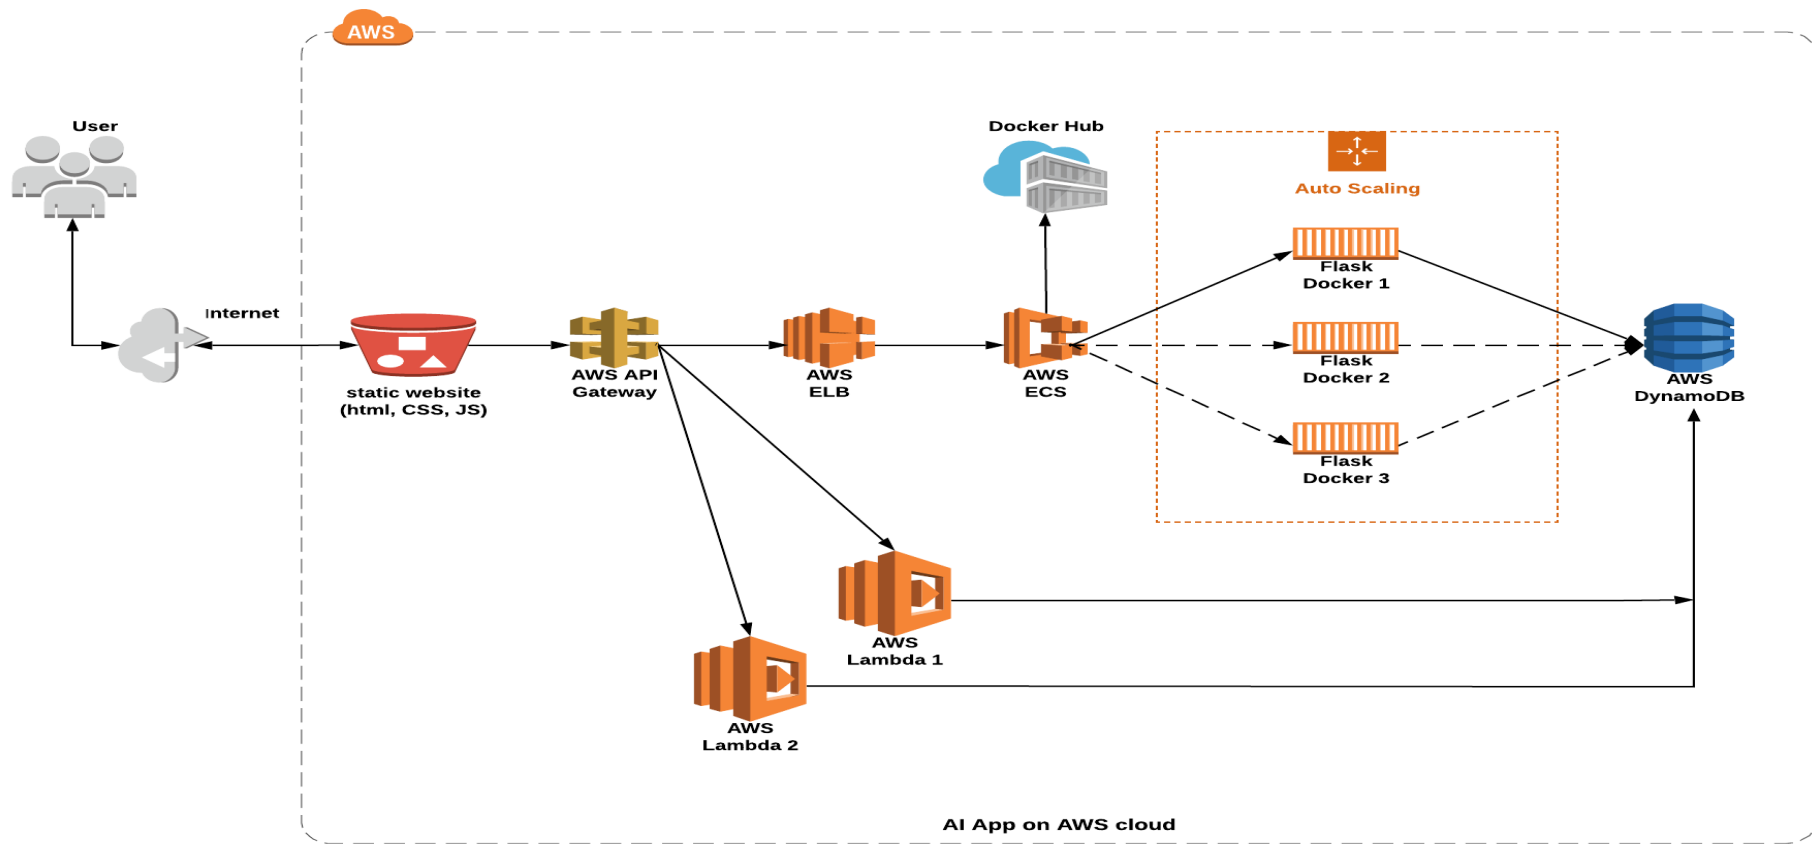 AWS
User
Docker Hub
Auto Scaling
Internet
Flask
Docker 1
static website
(html, CSS, JS)
AWS API
Gateway
AWS
ELB
AWS
ECS
Flask
Docker 2
AWS
DynamoDB
Flask
Docker 3
AWS
Lambda 1
AWS
Lambda 2
AI App on AWS cloud